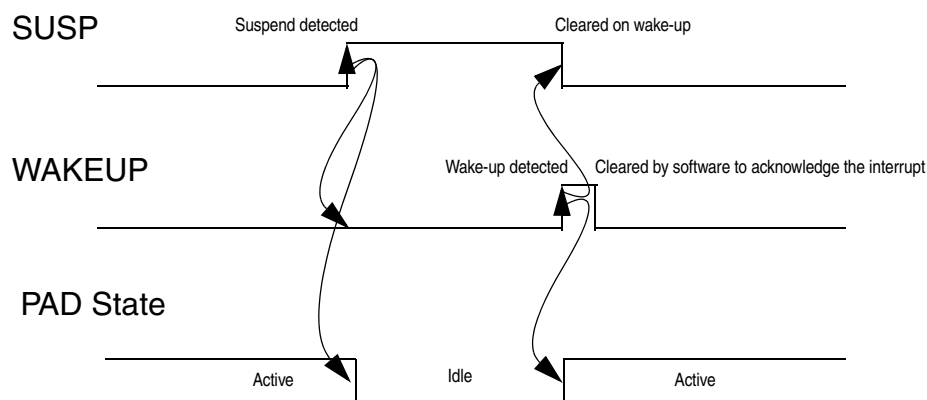 SUSP
Suspend detected
Cleared on wake-up
WAKEUP
Wake-up detected
Cleared by software to acknowledge the interrupt
PAD State
Active
Idle
Active